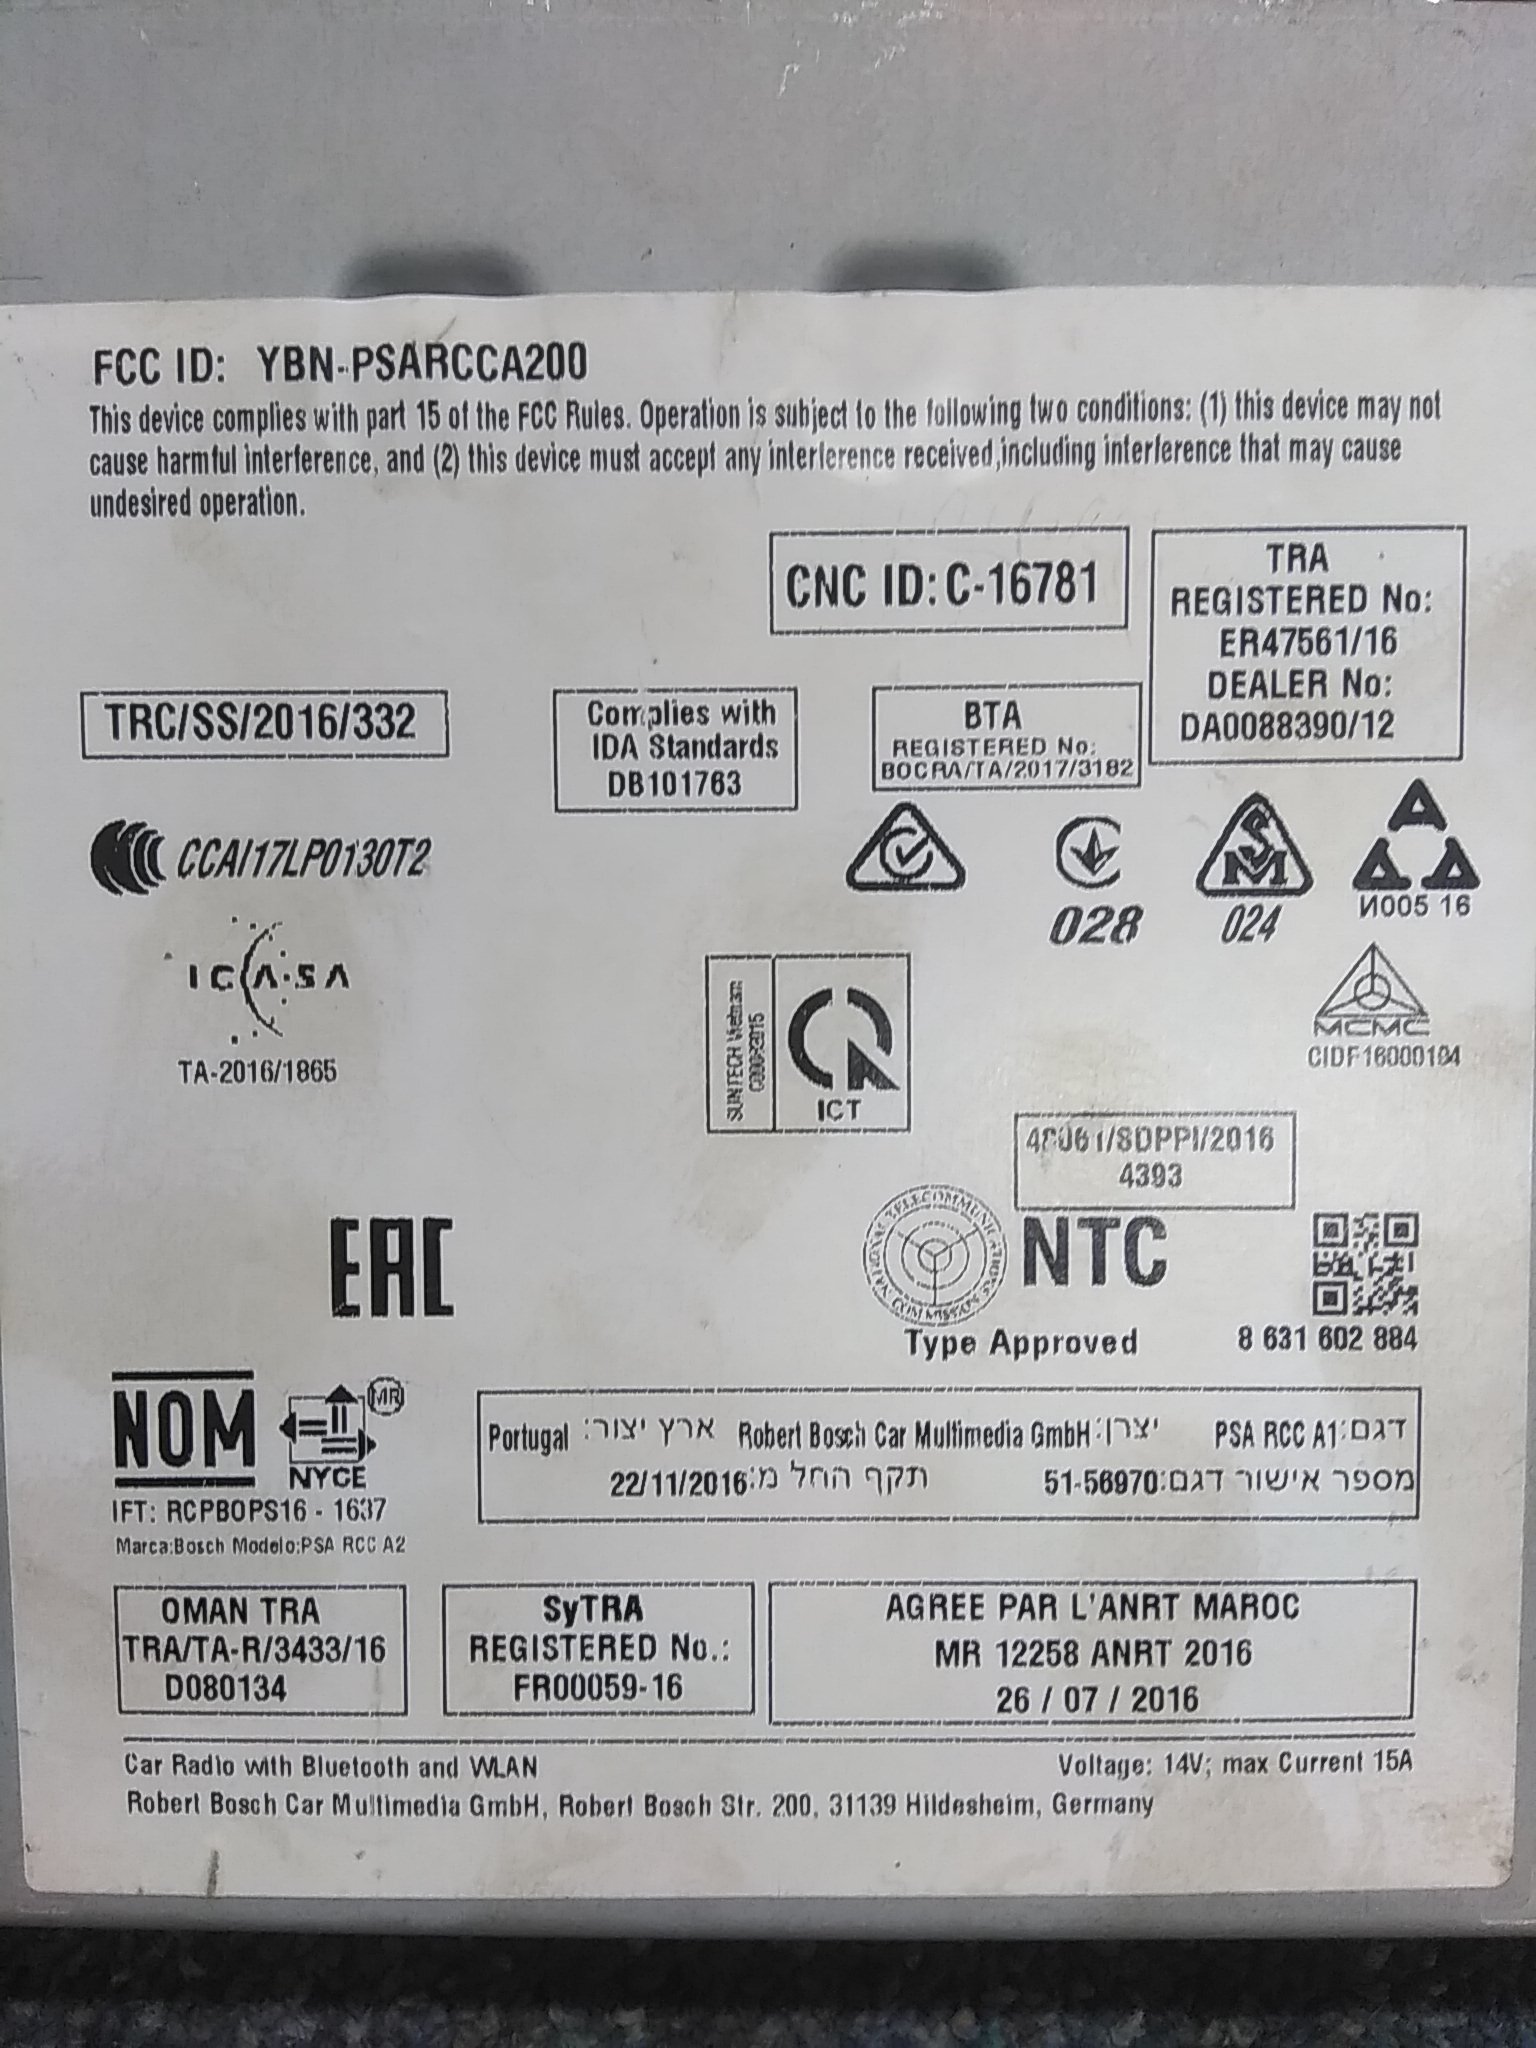 FCC ID: YBN-PSARCCA200
This device complies with part 15 of the FCC Rules. Operation is subject to the following two conditions: (1) this device may not
cause harmful interference, and (2) this device must accept any interference received,including interference that may cause
undesired operation.
CNC ID: C-16781
TRA
REGISTERED No:
ER47561/16
DEALER No:
DA0088390/12
TRC/SS/2016/332
Complies with
IDA Standards
DB101763
BTA
REGISTERED No:
BOCRA/TA/2017/3182
CCAI17LP0130T2
028
SM
024
И005 16
ICASA
TA-2016/1865
SUNTECH Vietnam
ICT
MCMC
CIDF16000104
4393
NATIONAL TELECOMMUNICATIONS COMMISSION
NTC
Type Approved
8 631 602 884
EAC
NOM
MR
NYCE
IFT: RCPBOPS16 - 1637
Marca:Bosch Modelo:PSA RCC A2
דגם: PSA RCC A1 יצרן: Robert Bosch Car Multimedia GmbH ארץ יצור: Portugal
מספר אישור דגם: 51-56970 תקף החל מ: 22/11/2016
OMAN TRA
TRA/TA-R/3433/16
D080134
SyTRA
REGISTERED No.:
FR00059-16
AGREE PAR L'ANRT MAROC
MR 12258 ANRT 2016
26 / 07 / 2016
Car Radio with Bluetooth and WLAN
Voltage: 14V; max Current 15A
Robert Bosch Car Multimedia GmbH, Robert Bosch Str. 200, 31139 Hildesheim, Germany